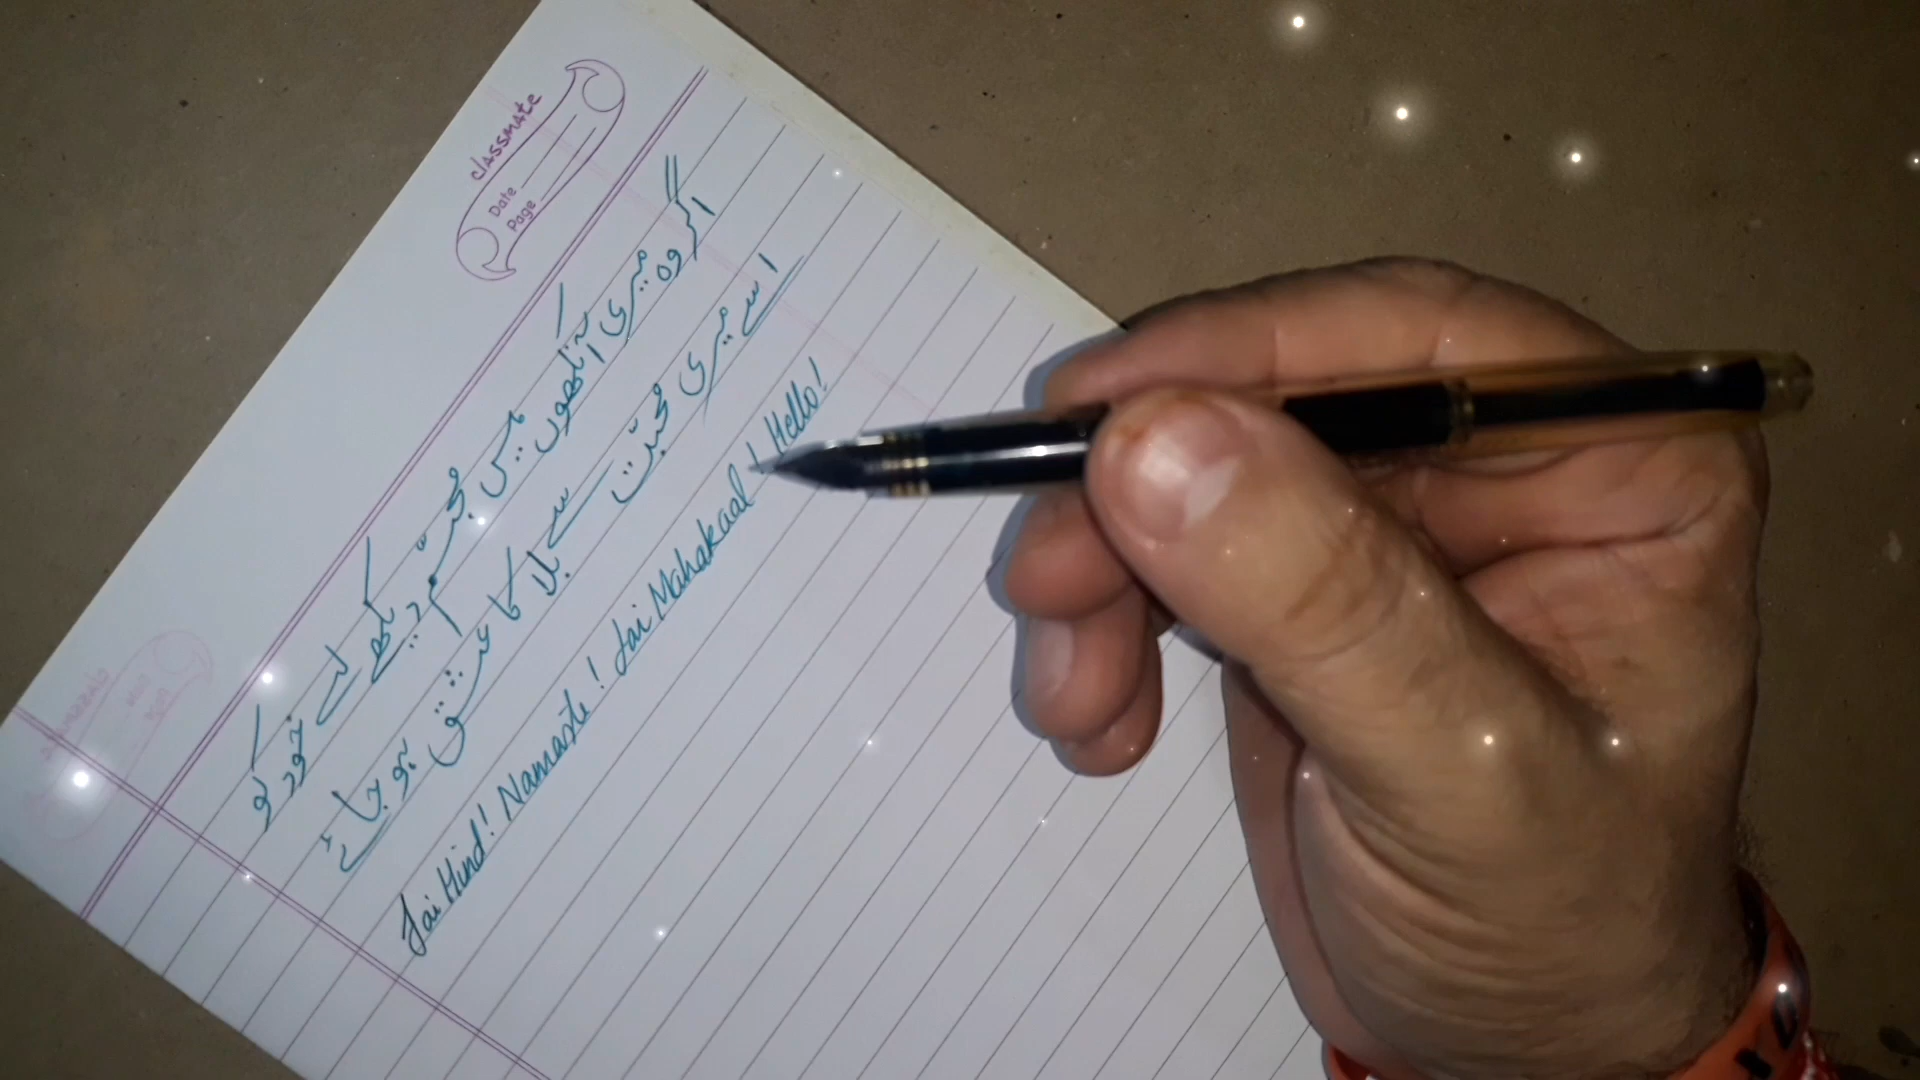 classmate
Date
Page
اگر وہ میری آنکھوں میں مجسّم دیکھ لے خود کو
اسے میری محبّت سے بلا کا عشق ہو جائے
Jai Hind! Namaste! Jai Mahakaal! Hello!